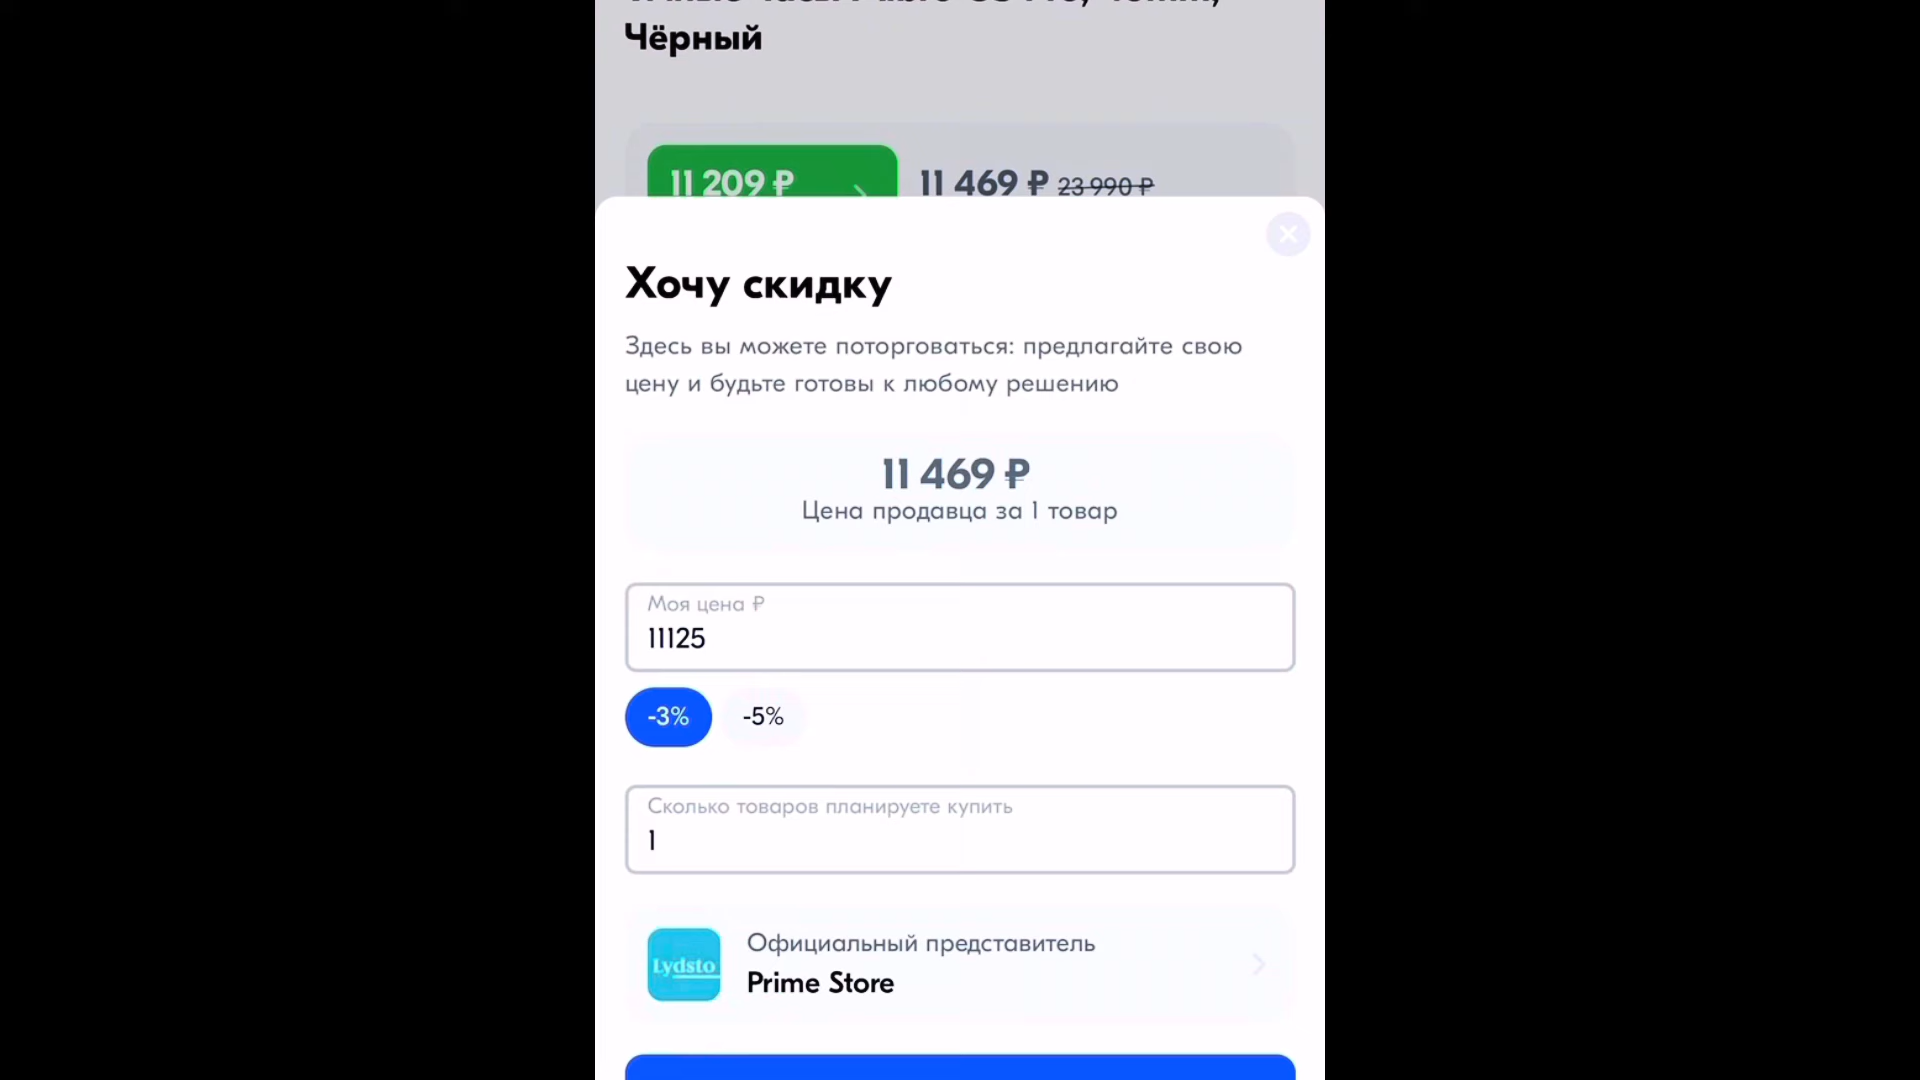 Чёрный
11 209 ₽
11 469 ₽ 23 990 ₽
Хочу скидку
Здесь вы можете поторговаться: предлагайте свою
цену и будьте готовы к любому решению
11 469 ₽
Цена продавца за 1 товар
Моя цена ₽
11125
-3% -5%
Сколько товаров планируете купить
1
Lydsto
Официальный представитель
Prime Store